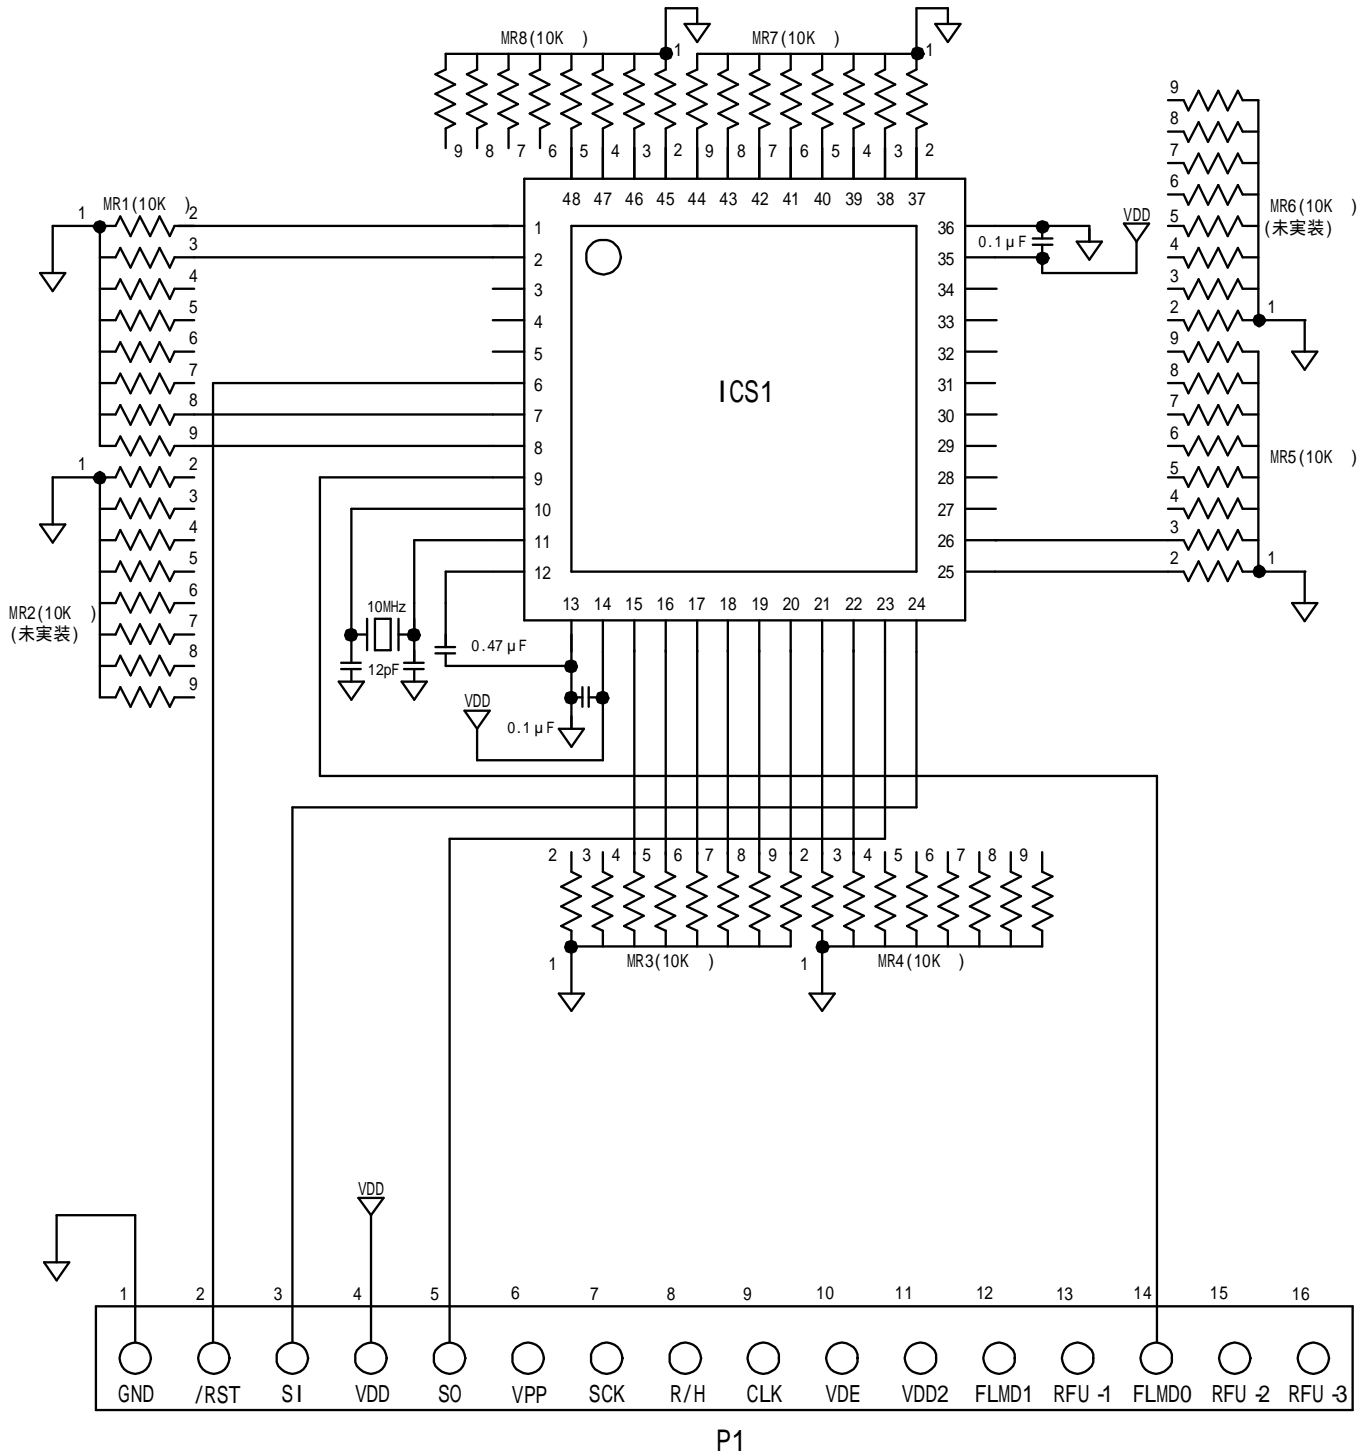 MR8(10K )
1
MR7(10K )
1
9 8 7 6 5 4 3 2 9 8 7 6 5 4 3 2
48 47 46 45 44 43 42 41 40 39 38 37
9
8
7
6
5
4
3
2
MR6(10K )
(未実装)
1
1
MR1(10K )
2
3
4
5
6
7
8
9
1
2
3
4
5
6
7
8
9
10
11
12
ICS1
36
35
34
33
32
31
30
29
28
27
26
25
0.1μF
VDD
9
8
7
6
5
4
3
2
MR5(10K )
1
1
MR2(10K )
(未実装)
2
3
4
5
6
7
8
9
10MHz
12pF
0.47μF
13 14 15 16 17 18 19 20 21 22 23 24
VDD
0.1μF
2 3 4 5 6 7 8 9 2 3 4 5 6 7 8 9
1
MR3(10K )
1
MR4(10K )
VDD
1 2 3 4 5 6 7 8 9 10 11 12 13 14 15 16
GND /RST SI VDD SO VPP SCK R/H CLK VDE VDD2 FLMD1 RFU-1 FLMD0 RFU-2 RFU-3
P1